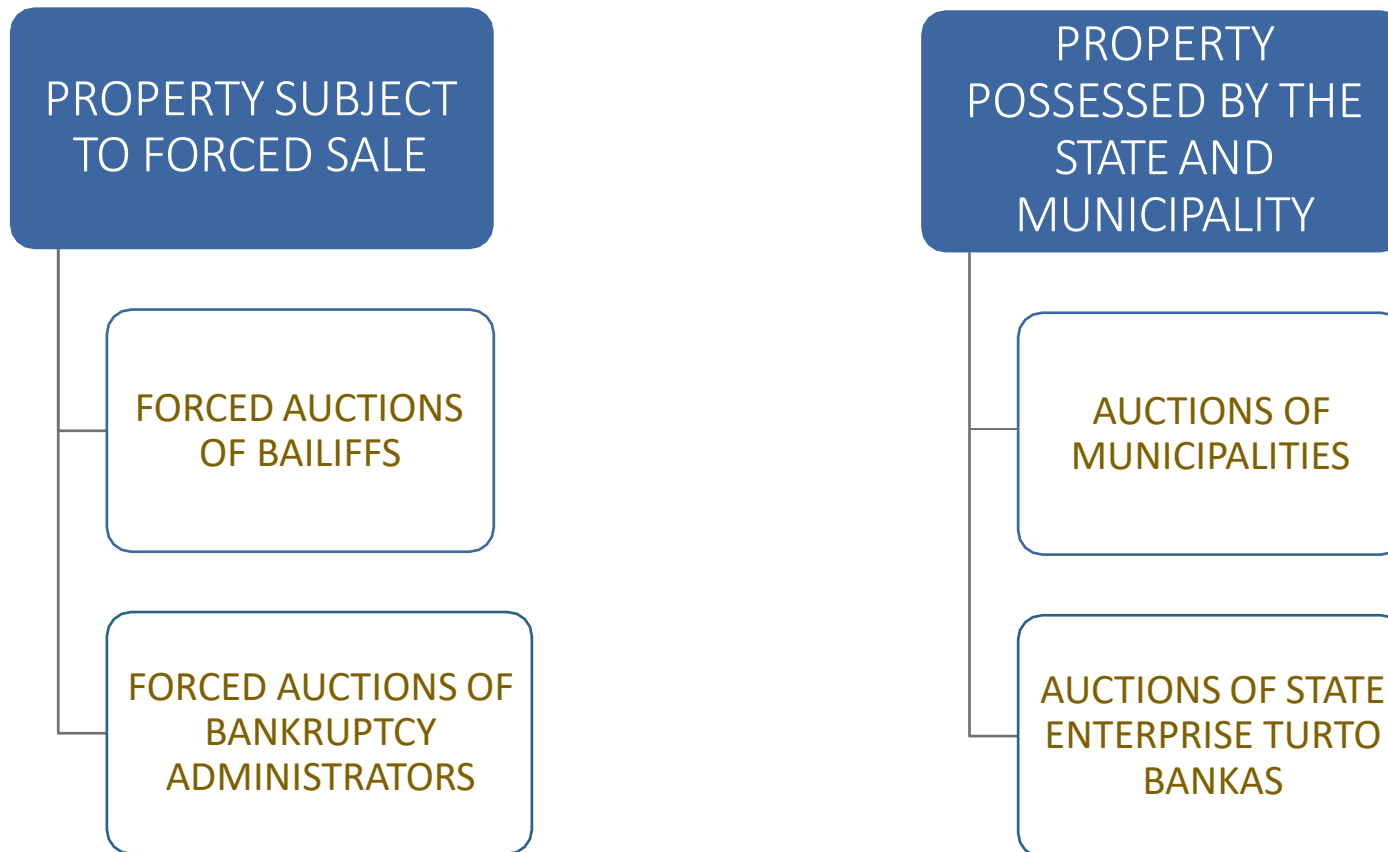 PROPERTY SUBJECT
TO FORCED SALE
FORCED AUCTIONS
OF BAILIFFS
FORCED AUCTIONS OF
BANKRUPTCY
ADMINISTRATORS
PROPERTY
POSSESSED BY THE
STATE AND
MUNICIPALITY
AUCTIONS OF
MUNICIPALITIES
AUCTIONS OF STATE
ENTERPRISE TURTO
BANKAS